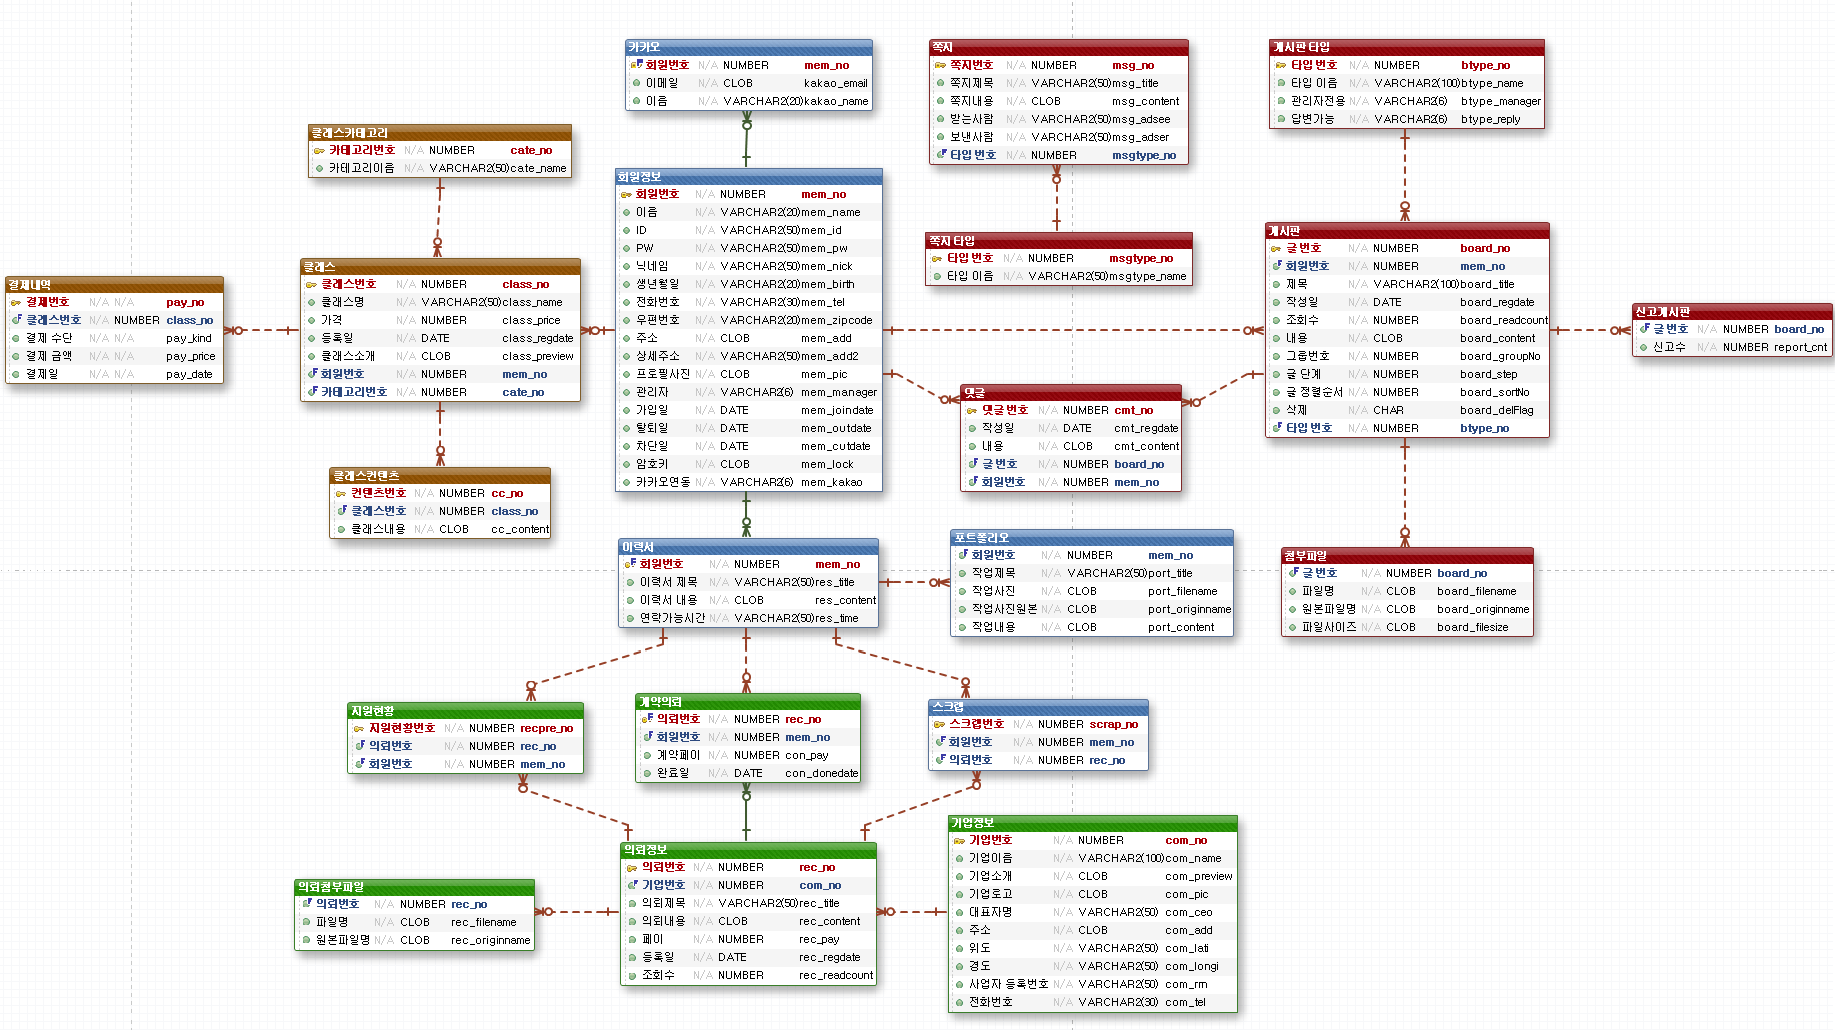 카카오
회원번호 N/A NUMBER mem_no
이메일 N/A CLOB kakao_email
이름 N/A VARCHAR2(20) kakao_name
쪽지
쪽지번호 N/A NUMBER msg_no
쪽지제목 N/A VARCHAR2(50) msg_title
쪽지내용 N/A CLOB msg_content
받는사람 N/A VARCHAR2(50) msg_adsee
보낸사람 N/A VARCHAR2(50) msg_adser
타입 번호 N/A NUMBER msgtype_no
게시판 타입
타입 번호 N/A NUMBER btype_no
타입 이름 N/A VARCHAR2(100) btype_name
관리자전용 N/A VARCHAR2(6) btype_manager
답변가능 N/A VARCHAR2(6) btype_reply
클래스카테고리
카테고리번호 N/A NUMBER cate_no
카테고리이름 N/A VARCHAR2(50) cate_name
회원정보
회원번호 N/A NUMBER mem_no
이름 N/A VARCHAR2(20) mem_name
ID N/A VARCHAR2(50) mem_id
PW N/A VARCHAR2(50) mem_pw
닉네임 N/A VARCHAR2(50) mem_nick
생년월일 N/A VARCHAR2(20) mem_birth
전화번호 N/A VARCHAR2(30) mem_tel
우편번호 N/A VARCHAR2(20) mem_zipcode
주소 N/A CLOB mem_add
상세주소 N/A VARCHAR2(50) mem_add2
프로필사진 N/A CLOB mem_pic
관리자 N/A VARCHAR2(6) mem_manager
가입일 N/A DATE mem_joindate
탈퇴일 N/A DATE mem_outdate
차단일 N/A DATE mem_cutdate
암호키 N/A CLOB mem_lock
카카오연동 N/A VARCHAR2(6) mem_kakao
쪽지 타입
타입 번호 N/A NUMBER msgtype_no
타입 이름 N/A VARCHAR2(50) msgtype_name
게시판
글 번호 N/A NUMBER board_no
회원번호 N/A NUMBER mem_no
제목 N/A VARCHAR2(100) board_title
작성일 N/A DATE board_regdate
조회수 N/A NUMBER board_readcount
내용 N/A CLOB board_content
그룹번호 N/A NUMBER board_groupNo
글 단계 N/A NUMBER board_step
글 정렬순서 N/A NUMBER board_sortNo
삭제 N/A CHAR board_delFlag
타입 번호 N/A NUMBER btype_no
클래스
클래스번호 N/A NUMBER class_no
클래스명 N/A VARCHAR2(50) class_name
가격 N/A NUMBER class_price
등록일 N/A DATE class_regdate
클래스소개 N/A CLOB class_preview
회원번호 N/A NUMBER mem_no
카테고리번호 N/A NUMBER cate_no
결제내역
결제번호 N/A N/A pay_no
클래스번호 N/A NUMBER class_no
결제 수단 N/A N/A pay_kind
결제 금액 N/A N/A pay_price
결제일 N/A N/A pay_date
신고게시판
글 번호 N/A NUMBER board_no
신고수 N/A NUMBER report_cnt
댓글
댓글 번호 N/A NUMBER cmt_no
작성일 N/A DATE cmt_regdate
내용 N/A CLOB cmt_content
글 번호 N/A NUMBER board_no
회원번호 N/A NUMBER mem_no
클래스컨텐츠
컨텐츠번호 N/A NUMBER cc_no
클래스번호 N/A NUMBER class_no
클래스내용 N/A CLOB cc_content
이력서
회원번호 N/A NUMBER mem_no
이력서 제목 N/A VARCHAR2(50) res_title
이력서 내용 N/A CLOB res_content
연락가능시간 N/A VARCHAR2(50) res_time
포트폴리오
회원번호 N/A NUMBER mem_no
작업제목 N/A VARCHAR2(50) port_title
작업사진 N/A CLOB port_filename
작업사진원본 N/A CLOB port_originname
작업내용 N/A CLOB port_content
첨부파일
글 번호 N/A NUMBER board_no
파일명 N/A CLOB board_filename
원본파일명 N/A CLOB board_originname
파일사이즈 N/A CLOB board_filesize
지원현황
지원현황번호 N/A NUMBER recpre_no
의뢰번호 N/A NUMBER rec_no
회원번호 N/A NUMBER mem_no
계약의뢰
의뢰번호 N/A NUMBER rec_no
회원번호 N/A NUMBER mem_no
계약페이 N/A NUMBER con_pay
완료일 N/A DATE con_donedate
스크랩
스크랩번호 N/A NUMBER scrap_no
회원번호 N/A NUMBER mem_no
의뢰번호 N/A NUMBER rec_no
의뢰정보
의뢰번호 N/A NUMBER rec_no
기업번호 N/A NUMBER com_no
의뢰제목 N/A VARCHAR2(50) rec_title
의뢰내용 N/A CLOB rec_content
페이 N/A NUMBER rec_pay
등록일 N/A DATE rec_regdate
조회수 N/A NUMBER rec_readcount
기업정보
기업번호 N/A NUMBER com_no
기업이름 N/A VARCHAR2(100) com_name
기업소개 N/A CLOB com_preview
기업로고 N/A CLOB com_pic
대표자명 N/A VARCHAR2(50) com_ceo
주소 N/A CLOB com_add
위도 N/A VARCHAR2(50) com_lati
경도 N/A VARCHAR2(50) com_longi
사업자 등록번호 N/A VARCHAR2(50) com_rm
전화번호 N/A VARCHAR2(30) com_tel
의뢰첨부파일
의뢰번호 N/A NUMBER rec_no
파일명 N/A CLOB rec_filename
원본파일명 N/A CLOB rec_originname